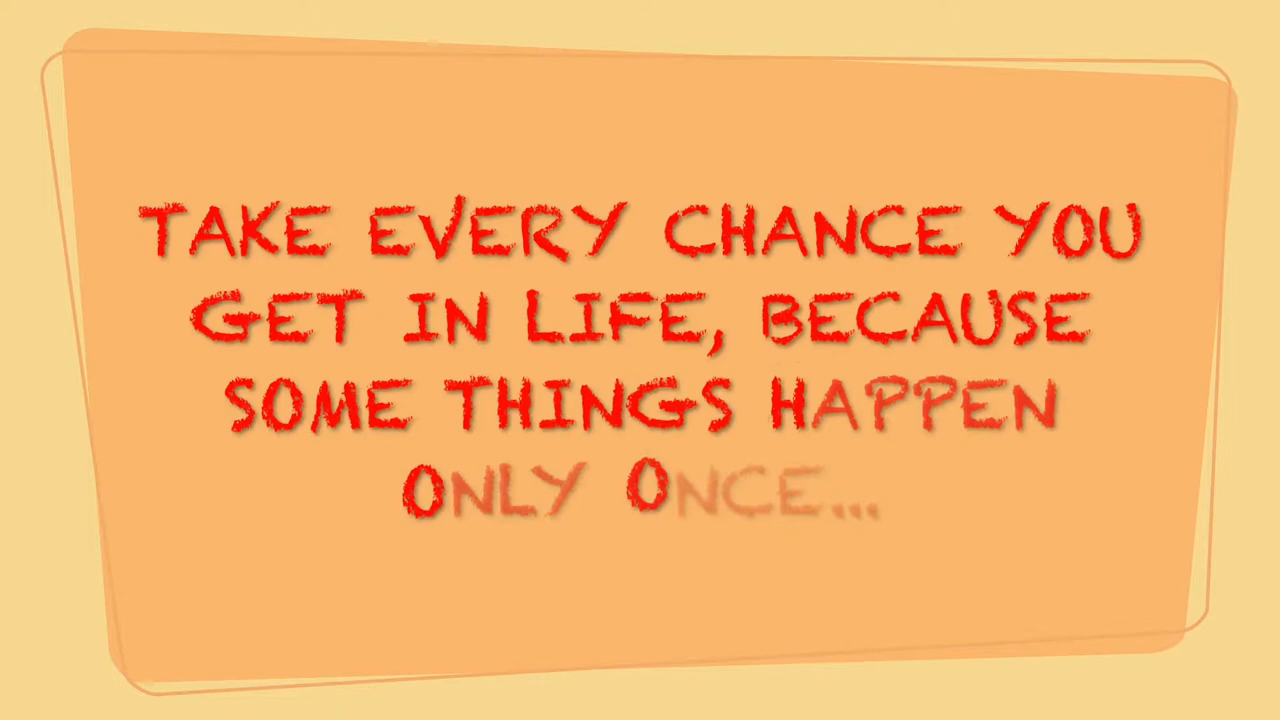 TAKE EVERY CHANCE YOU
GET IN LIFE, BECAUSE
SOME THINGS HAPPEN
ONLY ONCE...